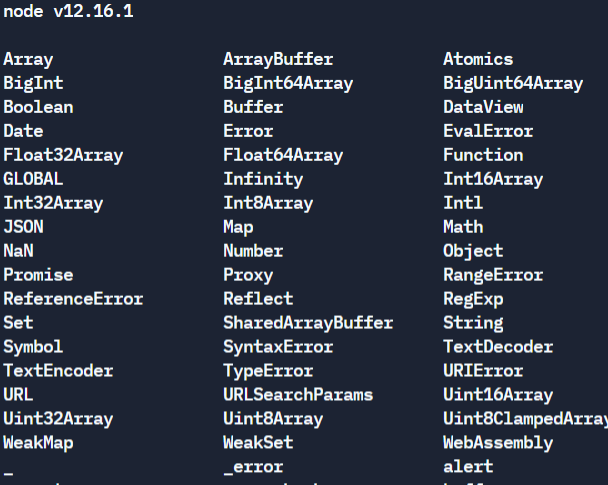 node v12.16.1
Array ArrayBuffer Atomics
BigInt BigInt64Array BigUint64Array
Boolean Buffer DataView
Date Error EvalError
Float32Array Float64Array Function
GLOBAL Infinity Int16Array
Int32Array Int8Array Intl
JSON Map Math
NaN Number Object
Promise Proxy RangeError
ReferenceError Reflect RegExp
Set SharedArrayBuffer String
Symbol SyntaxError TextDecoder
TextEncoder TypeError URIError
URL URLSearchParams Uint16Array
Uint32Array Uint8Array Uint8ClampedArray
WeakMap WeakSet WebAssembly
_ _error alert